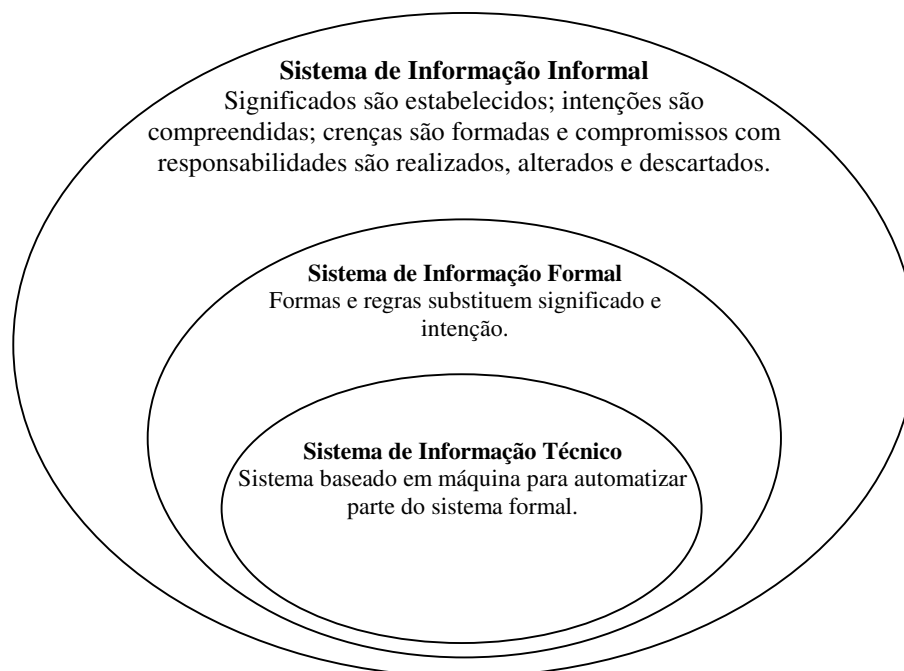 Sistema de Informação Informal
Significados são estabelecidos; intenções são
compreendidas; crenças são formadas e compromissos com
responsabilidades são realizados, alterados e descartados.
Sistema de Informação Formal
Formas e regras substituem significado e
intenção.
Sistema de Informação Técnico
Sistema baseado em máquina para automatizar
parte do sistema formal.